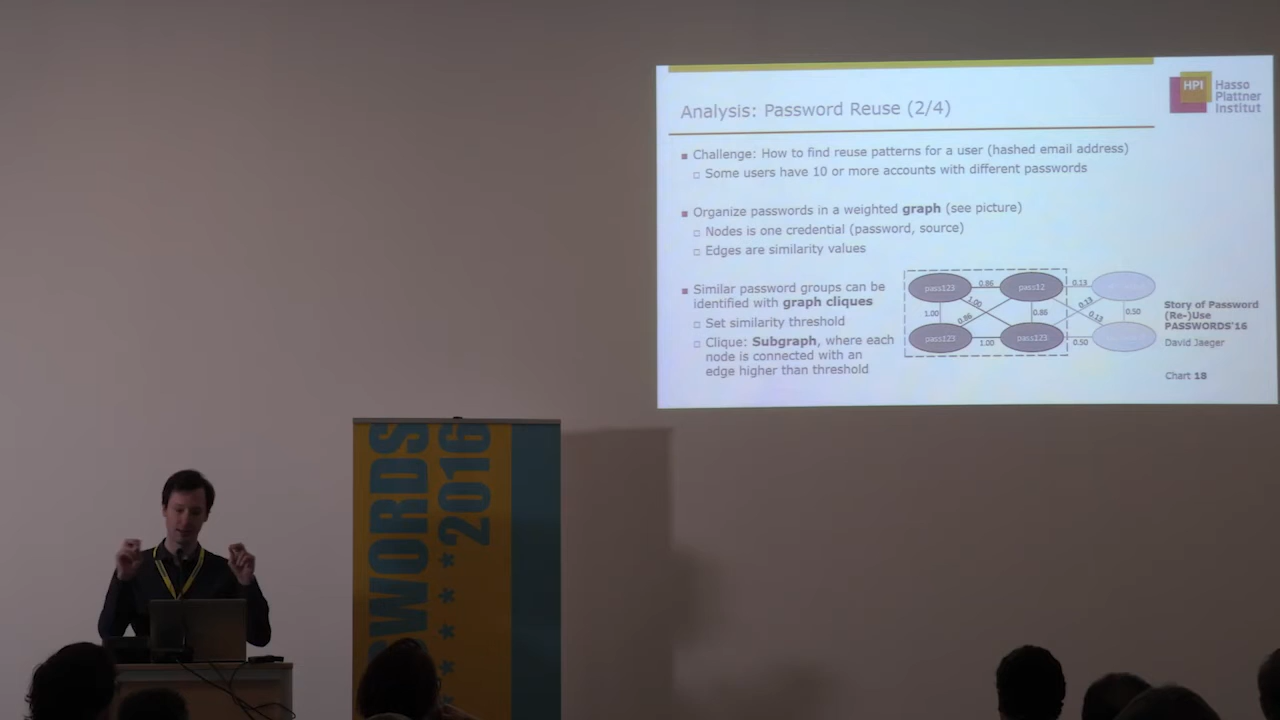 Analysis: Password Reuse (2/4)
HPI
Hasso
Plattner
Institut
Challenge: How to find reuse patterns for a user (hashed email address)
Some users have 10 or more accounts with different passwords
Organize passwords in a weighted graph (see picture)
Nodes is one credential (password, source)
Edges are similarity values
Similar password groups can be
identified with graph cliques
Set similarity threshold
Clique: Subgraph, where each
node is connected with an
edge higher than threshold
pass123 0.86 pass12 0.13
1.00 1.00 0.86 0.86 0.13 0.13 0.50
pass123 1.00 pass123 0.50
Story of Password
(Re-)Use
PASSWORDS'16
David Jaeger
Chart 18
SWORDS
2016
*****